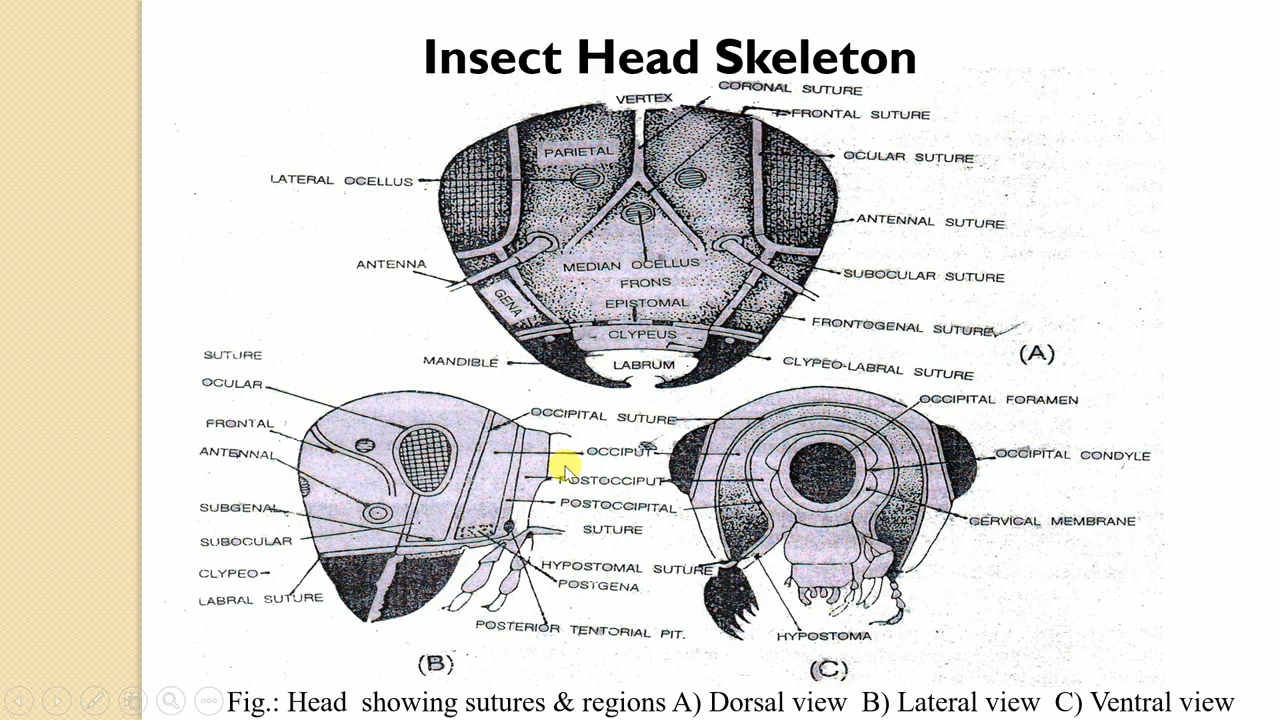 Insect Head Skeleton
CORONAL SUTURE
VERTEX
FRONTAL SUTURE
PARIETAL
OCULAR SUTURE
LATERAL OCELLUS
ANTENNAL SUTURE
ANTENNA
MEDIAN OCELLUS
SUBOCULAR SUTURE
FRONS
GENA
EPISTOMAL
FRONTOGENAL SUTURE
CLYPEUS
(A)
MANDIBLE
LABRUM
CLYPEO-LABRAL SUTURE
SUTURE
OCULAR
FRONTAL
ANTENNAL
SUBGENAL
SUBOCULAR
CLYPEO-
LABRAL SUTURE
OCCIPITAL SUTURE
OCCIPUT
POSTOCCIPUT
POSTOCCIPITAL
SUTURE
HYPOSTOMAL SUTURE
POSTGENA
POSTERIOR TENTORIAL PIT.
(B)
OCCIPITAL FORAMEN
OCCIPITAL CONDYLE
CERVICAL MEMBRANE
HYPOSTOMA
(C)
Fig.: Head showing sutures & regions A) Dorsal view B) Lateral view C) Ventral view